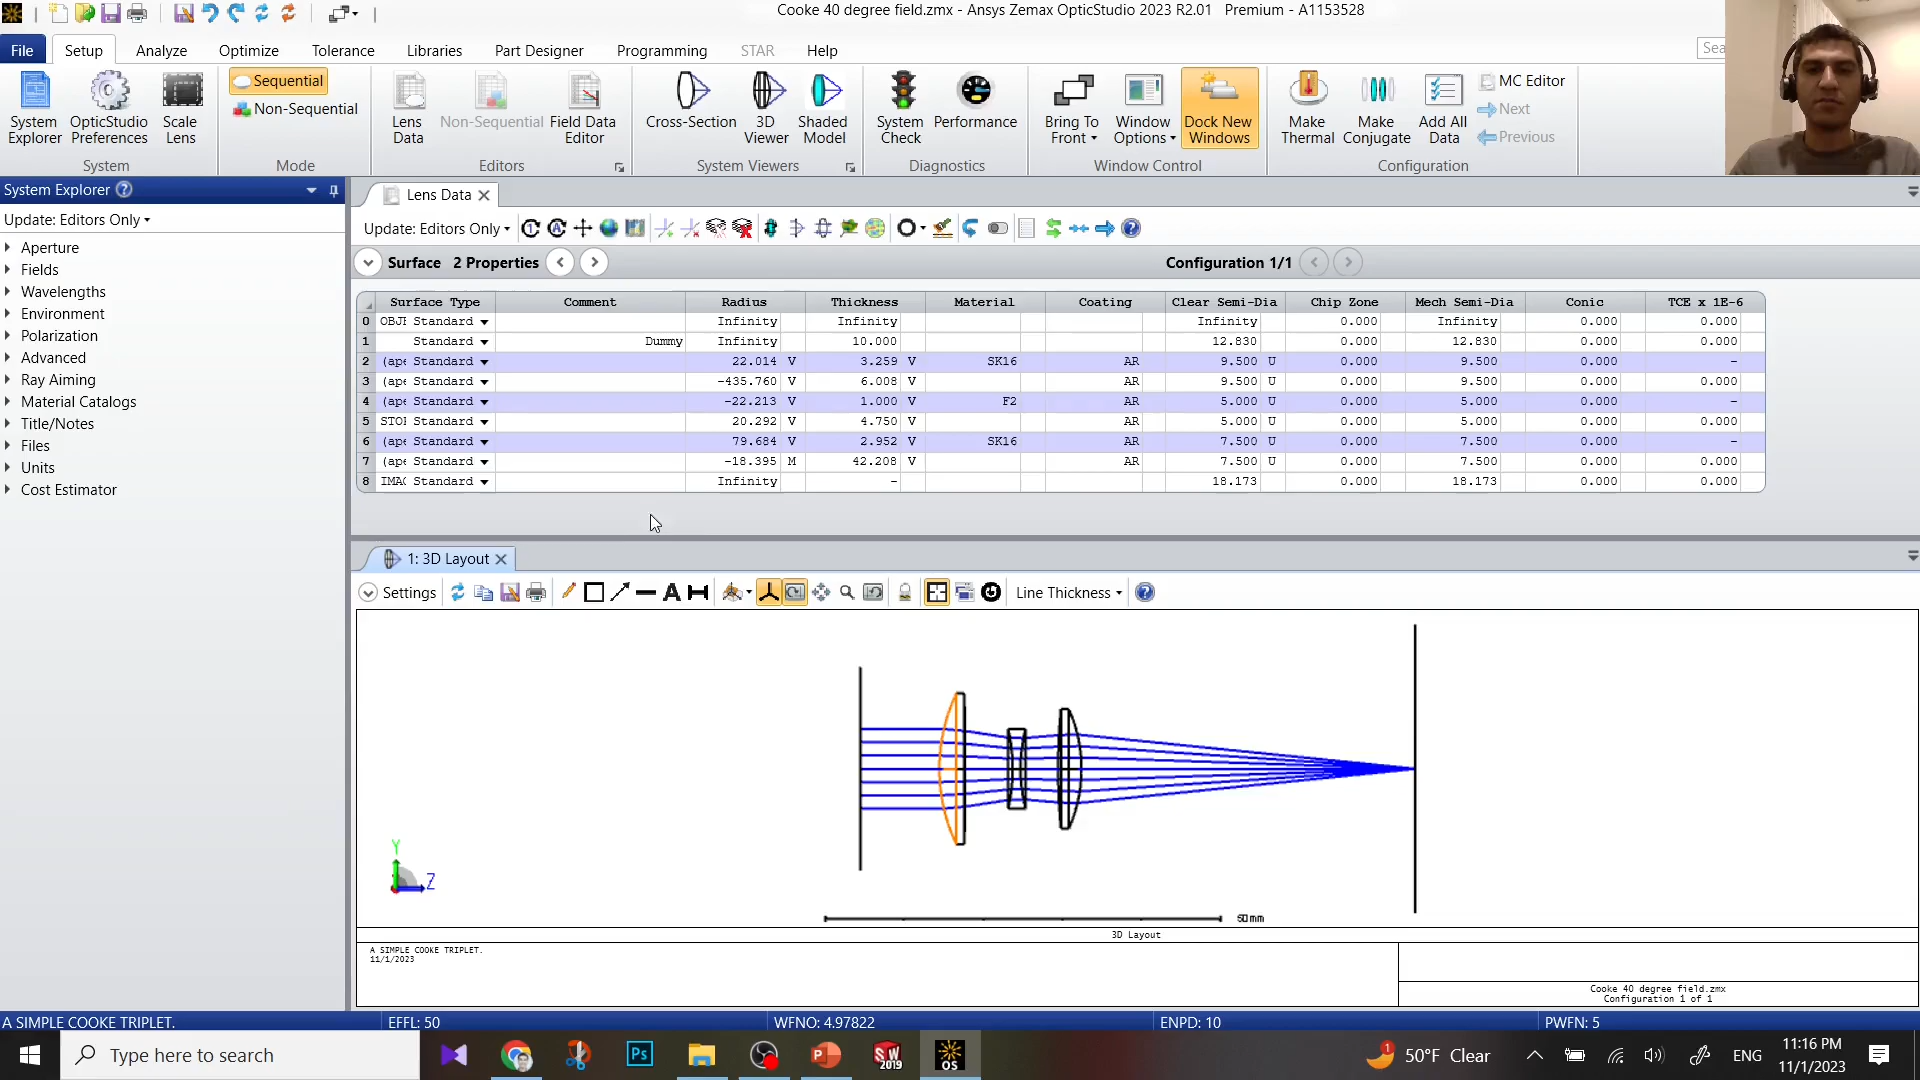 Cooke 40 degree field.zmx - Ansys Zemax OpticStudio 2023 R2.01   Premium - A1153528
File Setup Analyze Optimize Tolerance Libraries Part Designer Programming STAR Help
Sea
System Explorer
OpticStudio Preferences
Scale Lens
System
Sequential
Non-Sequential
Mode
Lens Data
Non-Sequential
Field Data Editor
Editors
Cross-Section
3D Viewer
Shaded Model
System Viewers
System Check
Performance
Diagnostics
Bring To Front
Window Options
Dock New Windows
Window Control
Make Thermal
Make Conjugate
Add All Data
MC Editor
Next
Previous
Configuration
System Explorer
Update: Editors Only
Aperture
Fields
Wavelengths
Environment
Polarization
Advanced
Ray Aiming
Material Catalogs
Title/Notes
Files
Units
Cost Estimator
Lens Data
Update: Editors Only
Surface 2 Properties
Configuration 1/1
Surface Type Comment Radius Thickness Material Coating Clear Semi-Dia Chip Zone Mech Semi-Dia Conic TCE x 1E-6
0 OBJE Standard Infinity Infinity Infinity 0.000 Infinity 0.000 0.000
1 Standard Dummy Infinity 10.000 12.830 0.000 12.830 0.000 0.000
2 (ape Standard 22.014 V 3.259 V SK16 AR 9.500 U 0.000 9.500 0.000 -
3 (ape Standard -435.760 V 6.008 V AR 9.500 U 0.000 9.500 0.000 0.000
4 (ape Standard -22.213 V 1.000 V F2 AR 5.000 U 0.000 5.000 0.000 -
5 STOI Standard 20.292 V 4.750 V AR 5.000 U 0.000 5.000 0.000 0.000
6 (ape Standard 79.684 V 2.952 V SK16 AR 7.500 U 0.000 7.500 0.000 -
7 (ape Standard -18.395 M 42.208 V AR 7.500 U 0.000 7.500 0.000 0.000
8 IMAG Standard Infinity - 18.173 0.000 18.173 0.000 0.000
1: 3D Layout
Settings
A
Line Thickness
Y
Z
50 mm
3D Layout
A SIMPLE COOKE TRIPLET.
11/1/2023
Cooke 40 degree field.zmx
Configuration 1 of 1
A SIMPLE COOKE TRIPLET. EFFL: 50 WFNO: 4.97822 ENPD: 10 PWFN: 5
Type here to search
Ps
SW 2019
OS
1
50°F Clear
ENG
11:16 PM
11/1/2023